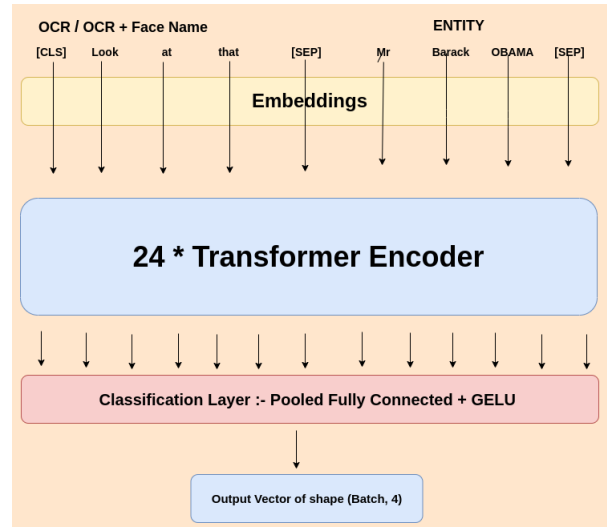 OCR / OCR + Face Name ENTITY
[CLS] Look at that [SEP] Mr Barack OBAMA [SEP]
Embeddings
24 * Transformer Encoder
Classification Layer :- Pooled Fully Connected + GELU
Output Vector of shape (Batch, 4)